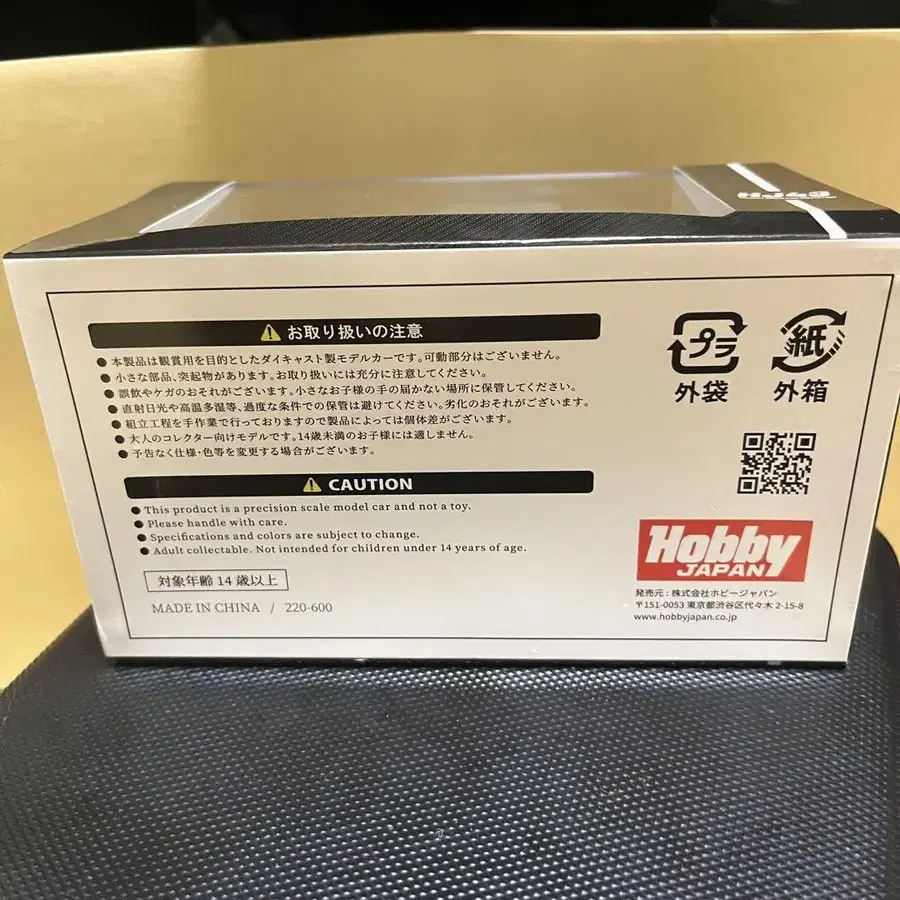 お取り扱いの注意
● 本製品は観賞用を目的としたダイキャスト製モデルカーです。可動部分はございません。
● 小さな部品、突起物があります。お取り扱いには充分に注意してください。
● 誤飲やケガのおそれがございます。小さなお子様の手の届かない場所に保管してください。
● 直射日光や高温多湿等、過度な条件での保管は避けてください。劣化のおそれがございます。
● 組立工程を手作業で行っておりますので製品によっては個体差がございます。
● 大人のコレクター向けモデルです。14歳未満のお子様には適しません。
● 予告なく仕様・色等を変更する場合がございます。
CAUTION
● This product is a precision scale model car and not a toy.
● Please handle with care.
● Specifications and colors are subject to change.
● Adult collectable. Not intended for children under 14 years of age.
対象年齢 14 歳以上
MADE IN CHINA / 220-600
プラ
外袋
紙
外箱
Hobby
JAPAN
発売元：株式会社ホビージャパン
〒151-0053 東京都渋谷区代々木 2-15-8
www.hobbyjapan.co.jp